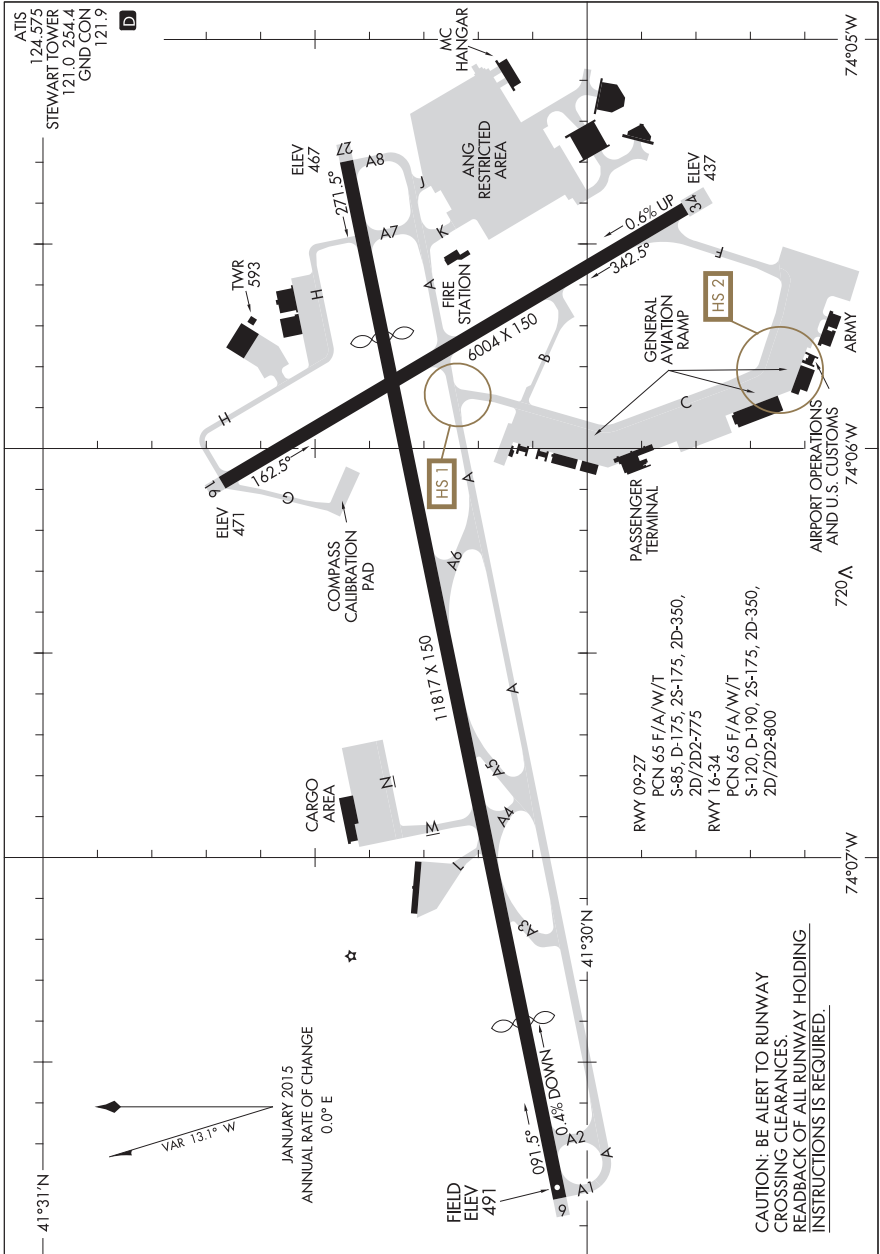 ATIS
124.575
STEWART TOWER
121.0 254.4
GND CON
121.9
D
41°31'N
VAR 13.1° W
JANUARY 2015
ANNUAL RATE OF CHANGE
0.0° E
CARGO
AREA
N
M
L
COMPASS
CALIBRATION
PAD
ELEV
471
16
162.5°
G
H
TWR
593
H
ELEV
467
27
271.5°
A8
A7
J
K
A
FIRE
STATION
ANG
RESTRICTED
AREA
MC
HANGAR
6004 X 150
11817 X 150
HS 1
A
A6
A
A5
A4
A3
FIELD
ELEV
491
9
091.5°
0.4% DOWN
A1
A2
A
41°30'N
B
342.5°
0.6% UP
34
ELEV
437
F
HS 2
GENERAL
AVIATION
RAMP
C
PASSENGER
TERMINAL
AIRPORT OPERATIONS
AND U.S. CUSTOMS
ARMY
720
RWY 09-27
PCN 65 F/A/W/T
S-85, D-175, 2S-175, 2D-350,
2D/2D2-775
RWY 16-34
PCN 65 F/A/W/T
S-120, D-190, 2S-175, 2D-350,
2D/2D2-800
CAUTION: BE ALERT TO RUNWAY
CROSSING CLEARANCES.
READBACK OF ALL RUNWAY HOLDING
INSTRUCTIONS IS REQUIRED.
74°07'W
74°06'W
74°05'W